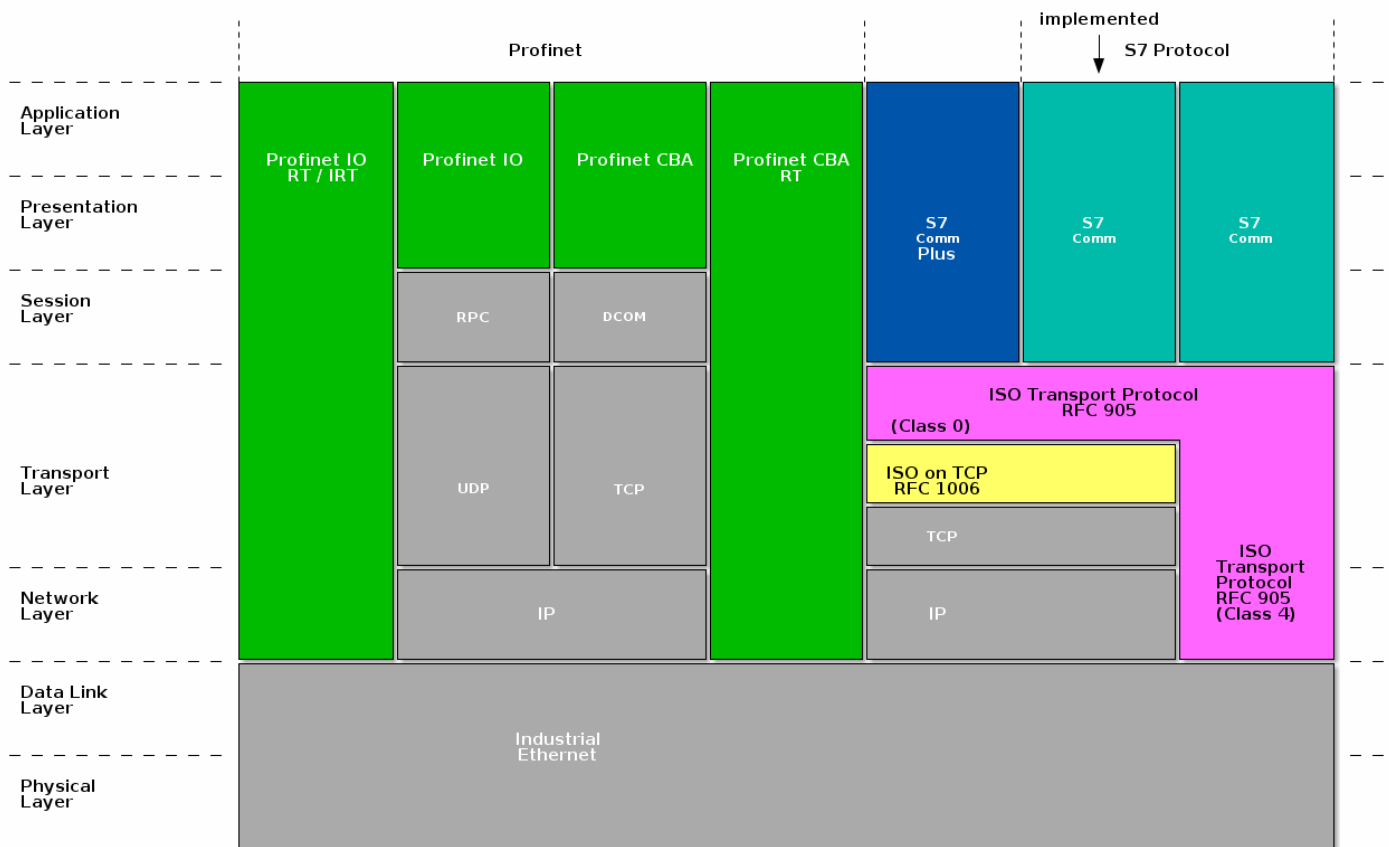 implemented
Profinet
S7 Protocol
Application
Layer
Profinet IO
RT / IRT
Profinet IO
Profinet CBA
Profinet CBA
RT
Presentation
Layer
S7
Comm
Plus
S7
Comm
S7
Comm
Session
Layer
RPC
DCOM
ISO Transport Protocol
RFC 905
(Class 0)
Transport
Layer
UDP
TCP
ISO on TCP
RFC 1006
TCP
ISO
Transport
Protocol
RFC 905
(Class 4)
Network
Layer
IP
IP
Data Link
Layer
Industrial
Ethernet
Physical
Layer